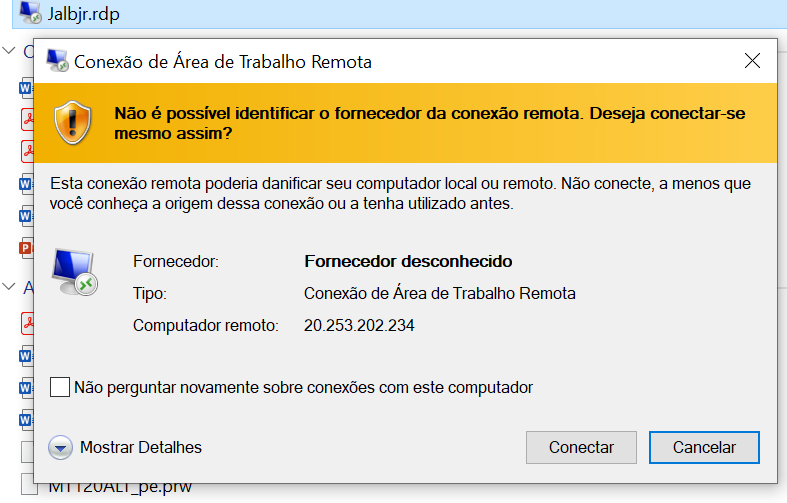 Jalbjr.rdp
C
Conexão de Área de Trabalho Remota
Não é possível identificar o fornecedor da conexão remota. Deseja conectar-se
mesmo assim?
Esta conexão remota poderia danificar seu computador local ou remoto. Não conecte, a menos que
você conheça a origem dessa conexão ou a tenha utilizado antes.
Fornecedor: Fornecedor desconhecido
Tipo: Conexão de Área de Trabalho Remota
Computador remoto: 20.253.202.234
A
Não perguntar novamente sobre conexões com este computador
Mostrar Detalhes Conectar Cancelar
MT120ALT_pe.prw